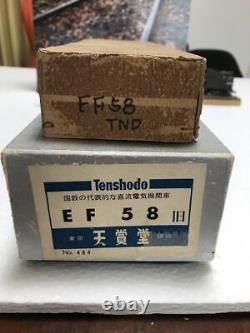 EF58
TND
Tenshodo
国鉄の代表的な直流電気機関車
EF 58 旧
天賞堂
No. 484